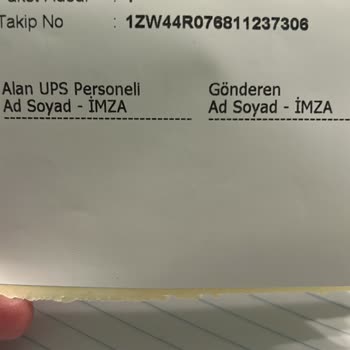 Takip No : 1ZW44R076811237306
Alan UPS Personeli Gönderen
Ad Soyad - İMZA Ad Soyad - İMZA